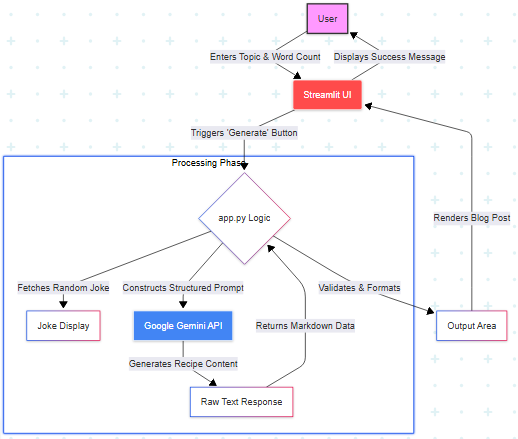 User
Enters Topic & Word Count
Displays Success Message
Streamlit UI
Triggers 'Generate' Button
Processing Phase
app.py Logic
Renders Blog Post
Fetches Random Joke
Constructs Structured Prompt
Validates & Formats
Joke Display
Google Gemini API
Returns Markdown Data
Output Area
Generates Recipe Content
Raw Text Response